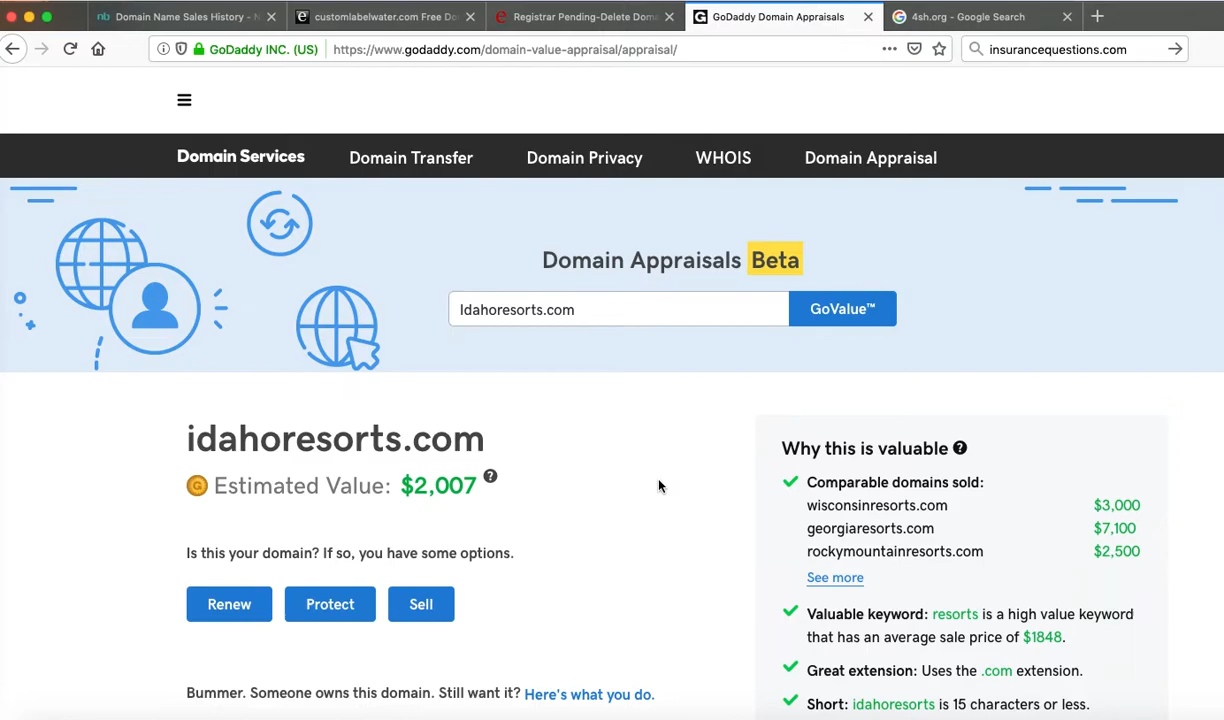 Domain Name Sales History - N
customlabelwater.com Free Do
Registrar Pending-Delete Doma
GoDaddy Domain Appraisals
4sh.org - Google Search
GoDaddy INC. (US)
https://www.godaddy.com/domain-value-appraisal/appraisal/
insurancequestions.com
Domain Services
Domain Transfer
Domain Privacy
WHOIS
Domain Appraisal
Domain Appraisals Beta
Idahoresorts.com
GoValue™
idahoresorts.com
Estimated Value: $2,007
Is this your domain? If so, you have some options.
Renew
Protect
Sell
Bummer. Someone owns this domain. Still want it? Here's what you do.
Why this is valuable
Comparable domains sold:
wisconsinresorts.com $3,000
georgiaresorts.com $7,100
rockymountainresorts.com $2,500
See more
Valuable keyword: resorts is a high value keyword
that has an average sale price of $1848.
Great extension: Uses the .com extension.
Short: idahoresorts is 15 characters or less.